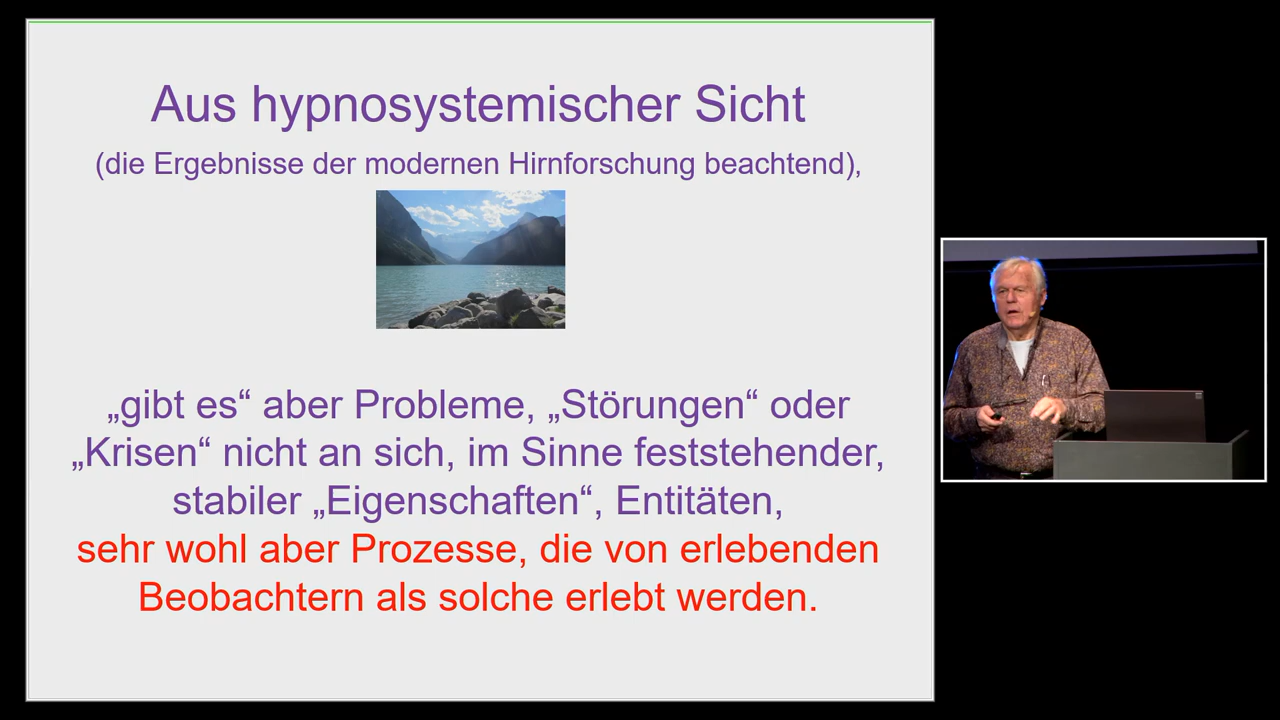 Aus hypnosystemischer Sicht
(die Ergebnisse der modernen Hirnforschung beachtend),
„gibt es“ aber Probleme, „Störungen“ oder
„Krisen“ nicht an sich, im Sinne feststehender,
stabiler „Eigenschaften“, Entitäten,
sehr wohl aber Prozesse, die von erlebenden
Beobachtern als solche erlebt werden.